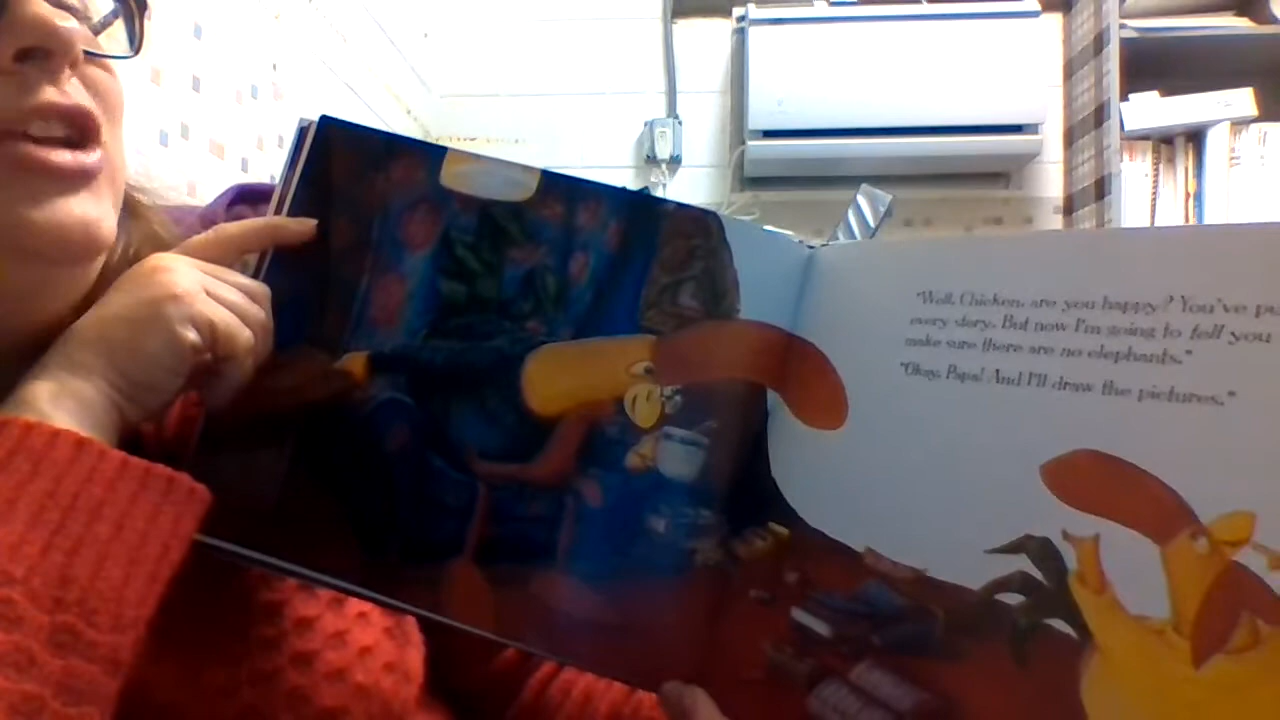 "Well, Chicken, are you happy? You've
every story. But now I'm going to tell you
make sure there are no elephants."
"Okay, Papa! And I'll draw the pictures."